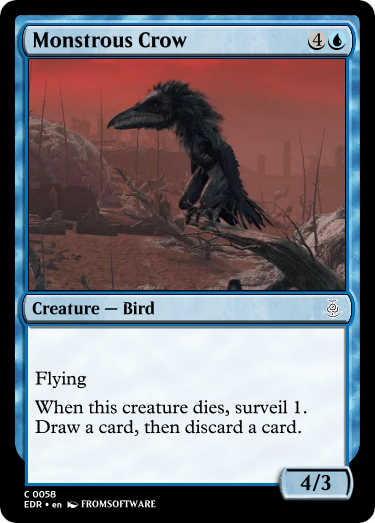 Monstrous Crow 4
Creature — Bird
Flying
When this creature dies, surveil 1.
Draw a card, then discard a card.
4/3
C 0058
EDR • en FROMSOFTWARE